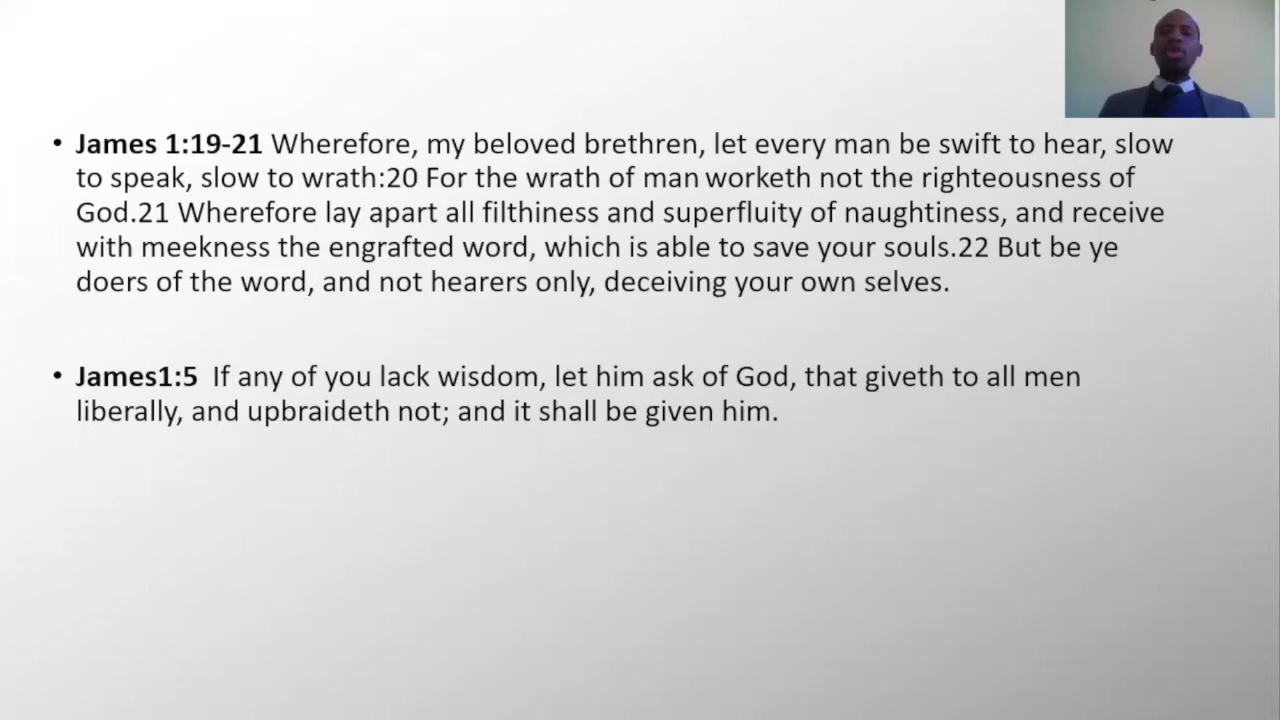 • James 1:19-21 Wherefore, my beloved brethren, let every man be swift to hear, slow
to speak, slow to wrath:20 For the wrath of man worketh not the righteousness of
God.21 Wherefore lay apart all filthiness and superfluity of naughtiness, and receive
with meekness the engrafted word, which is able to save your souls.22 But be ye
doers of the word, and not hearers only, deceiving your own selves.
• James1:5 If any of you lack wisdom, let him ask of God, that giveth to all men
liberally, and upbraideth not; and it shall be given him.